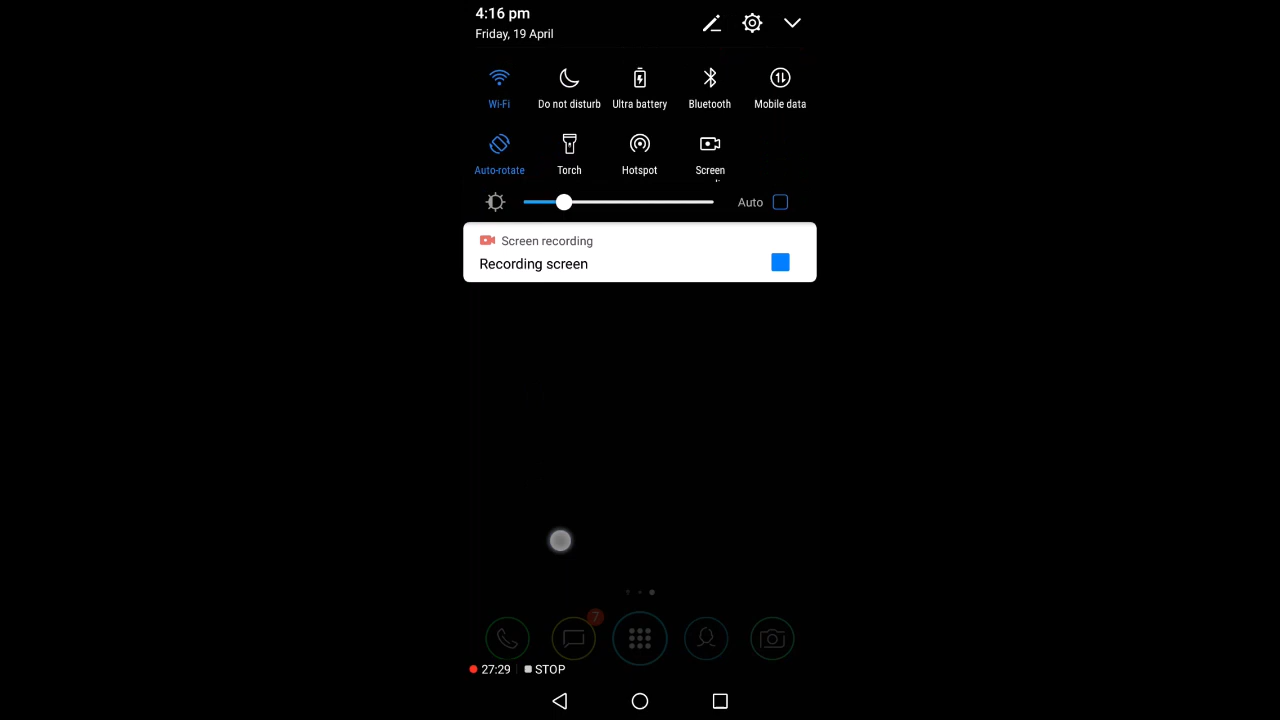 4:16 pm
Friday, 19 April
Wi-Fi
Do not disturb
Ultra battery
Bluetooth
Mobile data
Auto-rotate
Torch
Hotspot
Screen
Auto
Screen recording
Recording screen
7
27:29
STOP